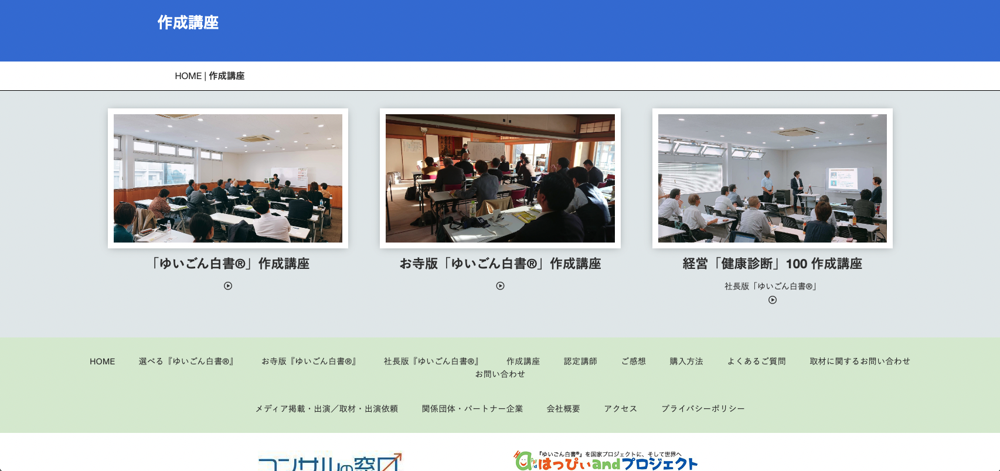 作成講座
HOME | 作成講座
「ゆいごん白書®」作成講座
お寺版「ゆいごん白書®」作成講座
経営「健康診断」100 作成講座
社長版「ゆいごん白書®」
HOME 選べる『ゆいごん白書®』 お寺版『ゆいごん白書®』 社長版『ゆいごん白書®』 作成講座 認定講師 ご感想 購入方法 よくあるご質問 取材に関するお問い合わせ
お問い合わせ
メディア掲載・出演／取材・出演依頼 関係団体・パートナー企業 会社概要 アクセス プライバシーポリシー
コンサルの窓口
『ゆいごん白書®』を国家プロジェクトに、そして世界へ
はっぴぃandプロジェクト